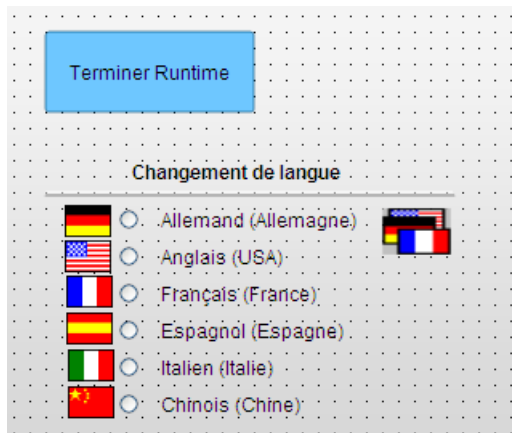 Terminer Runtime
Changement de langue
Allemand (Allemagne)
Anglais (USA)
Français (France)
Espagnol (Espagne)
Italien (Italie)
Chinois (Chine)